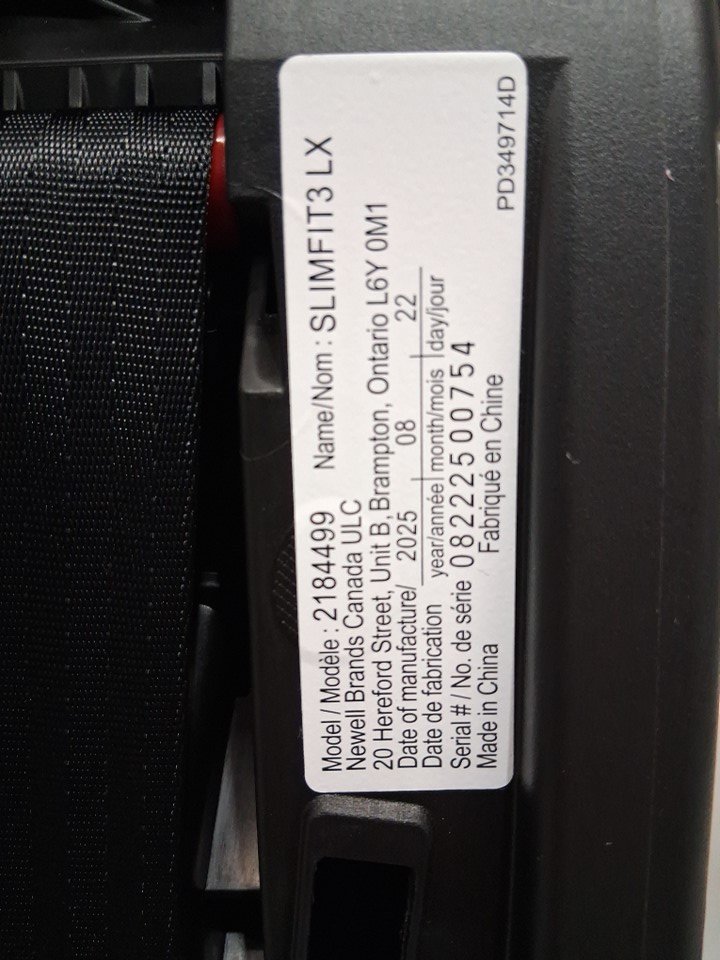 Model / Modèle : 2184499 Name/Nom : SLIMFIT3 LX
Newell Brands Canada ULC
20 Hereford Street, Unit B, Brampton, Ontario L6Y 0M1
Date of manufacture/ 2025 08 22
Date de fabrication year/année month/mois day/jour
Serial # / No. de série 0822500754
Made in China Fabriqué en Chine
PD349714D